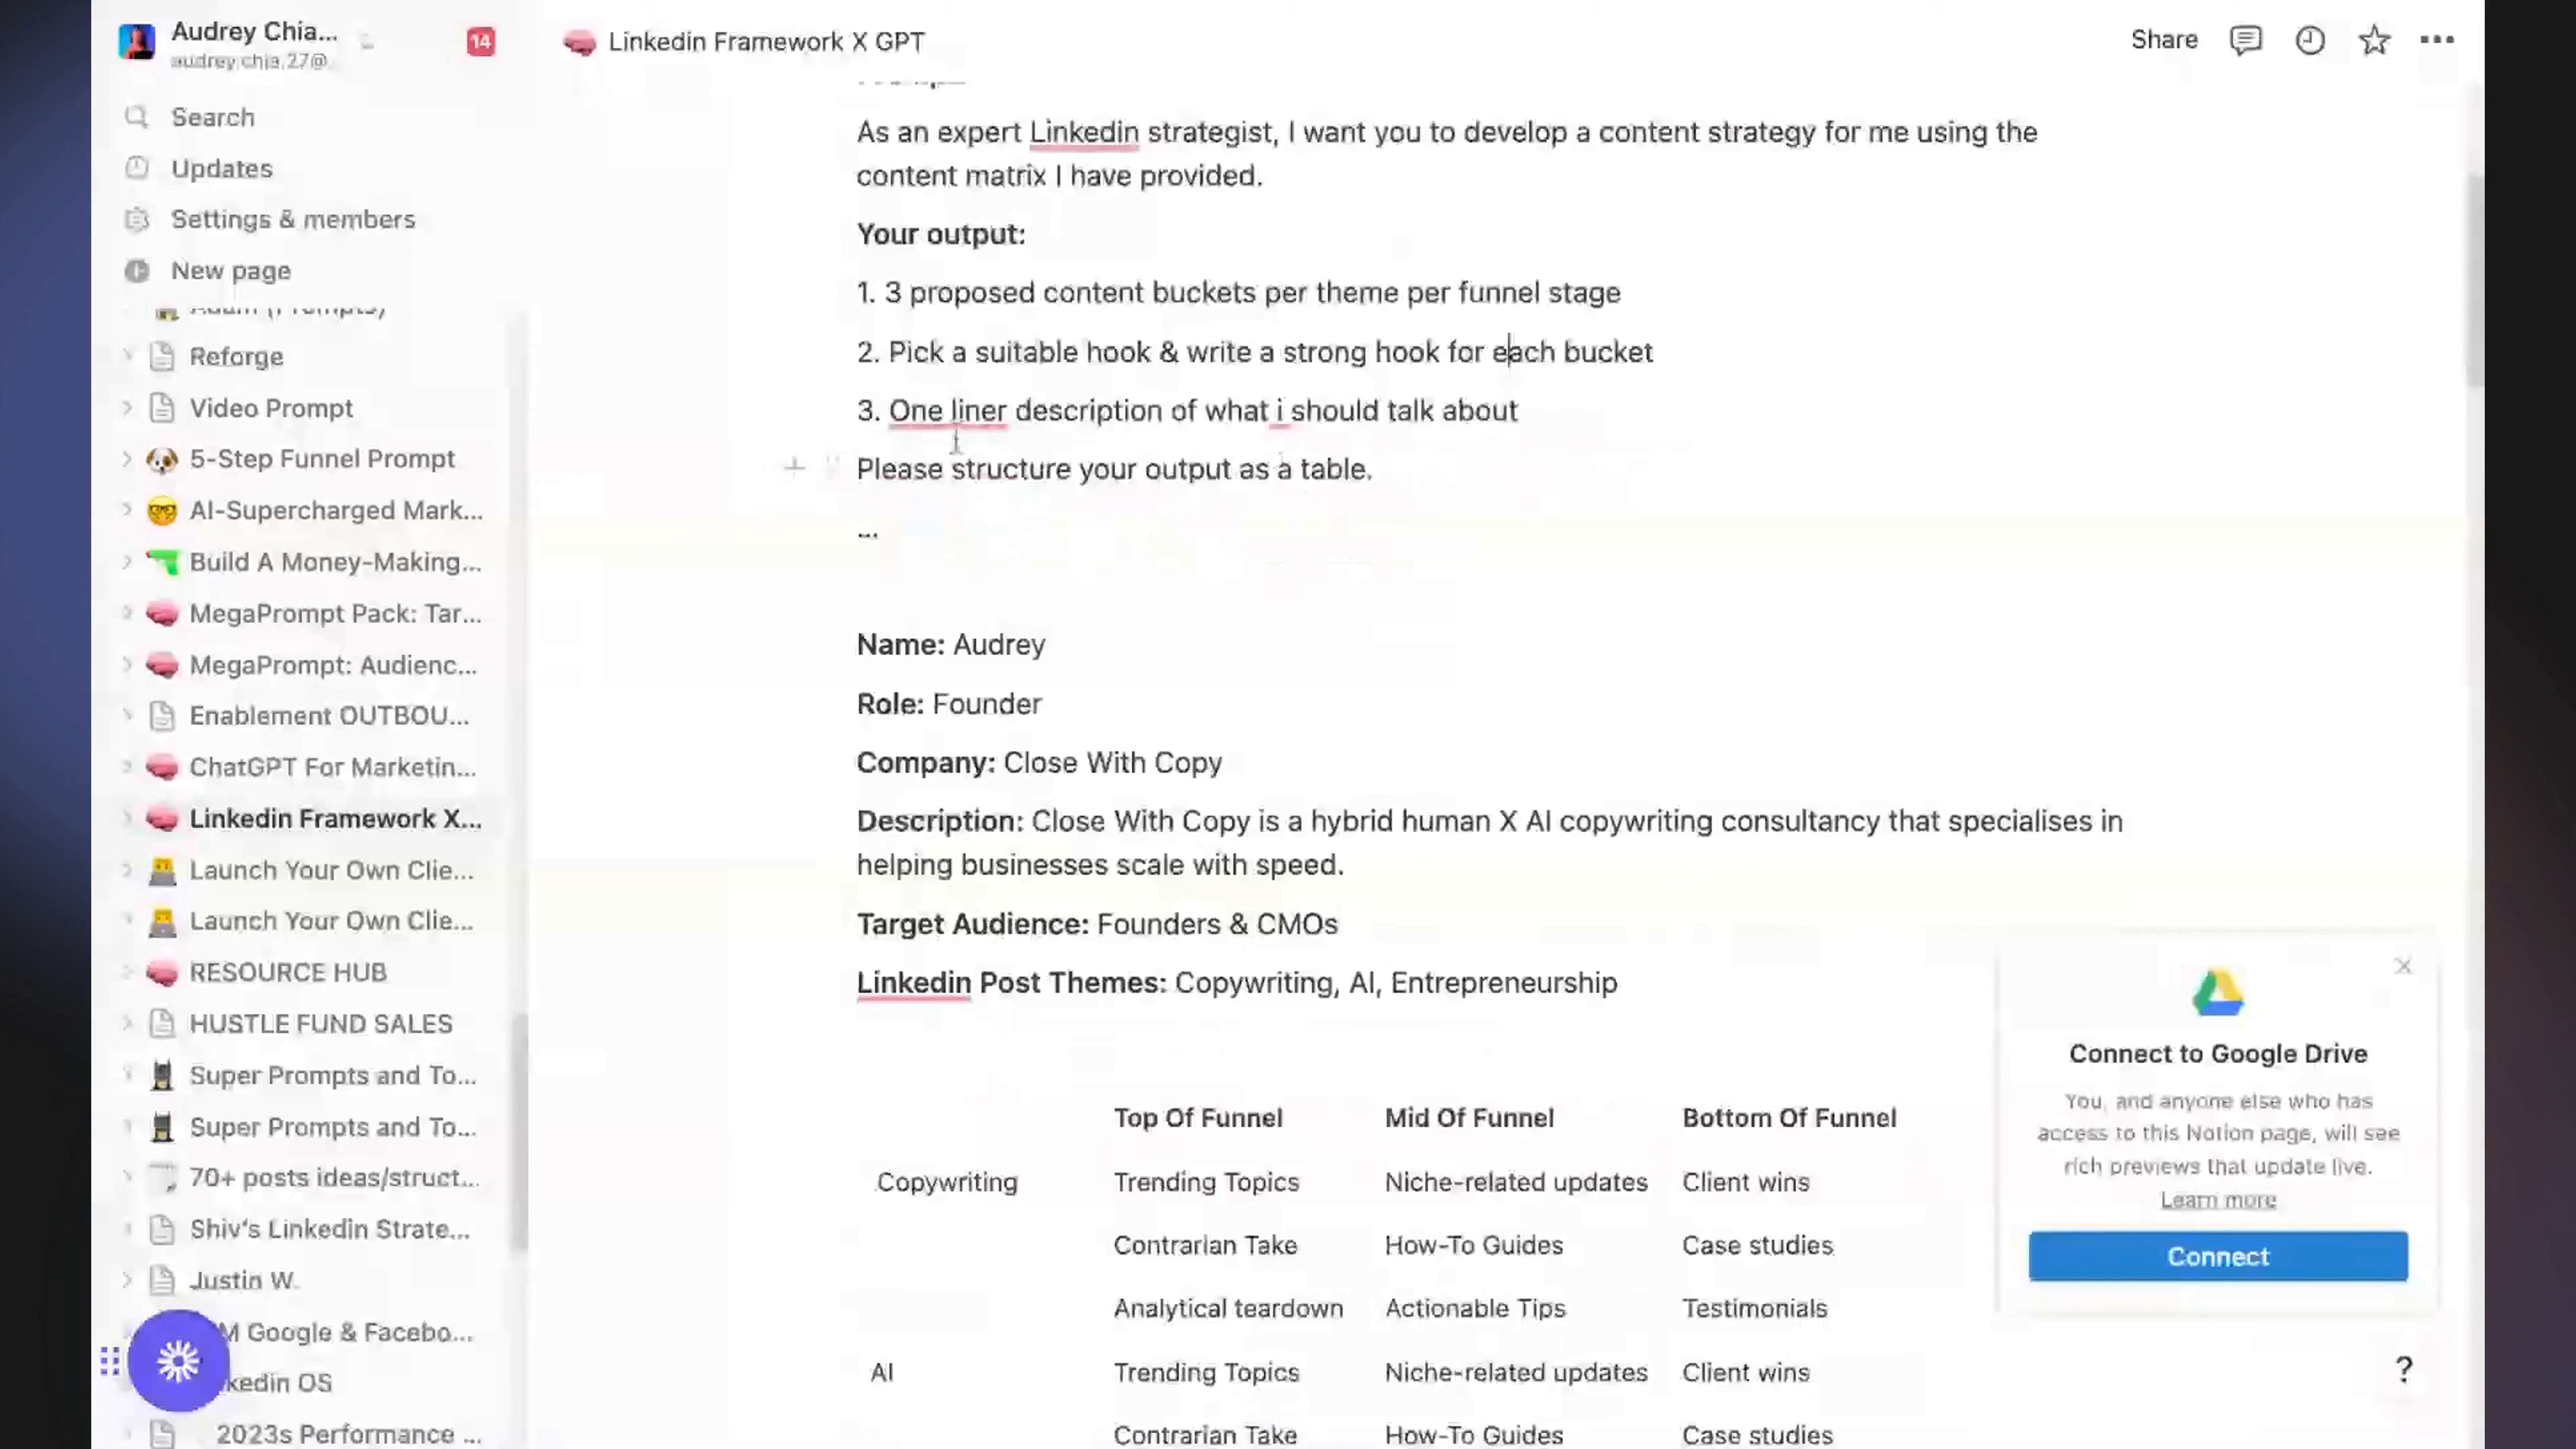 Audrey Chia...
audrey.chia.27@
14
Search
Updates
Settings & members
New page
Reforge
Video Prompt
5-Step Funnel Prompt
AI-Supercharged Mark...
Build A Money-Making...
MegaPrompt Pack: Tar...
MegaPrompt: Audienc...
Enablement OUTBOU...
ChatGPT For Marketin...
Linkedin Framework X...
Launch Your Own Clie...
Launch Your Own Clie...
RESOURCE HUB
HUSTLE FUND SALES
Super Prompts and To...
Super Prompts and To...
70+ posts ideas/struct...
Shiv's Linkedin Strate...
Justin W.
M Google & Facebo...
kedin OS
2023s Performance ...
Linkedin Framework X GPT
Share
As an expert Linkedin strategist, I want you to develop a content strategy for me using the
content matrix I have provided.
Your output:
1. 3 proposed content buckets per theme per funnel stage
2. Pick a suitable hook & write a strong hook for each bucket
3. One liner description of what i should talk about
Please structure your output as a table.
...
Name: Audrey
Role: Founder
Company: Close With Copy
Description: Close With Copy is a hybrid human X AI copywriting consultancy that specialises in
helping businesses scale with speed.
Target Audience: Founders & CMOs
Linkedin Post Themes: Copywriting, AI, Entrepreneurship
Top Of Funnel Mid Of Funnel Bottom Of Funnel
Copywriting Trending Topics Niche-related updates Client wins
Contrarian Take How-To Guides Case studies
Analytical teardown Actionable Tips Testimonials
AI Trending Topics Niche-related updates Client wins
Contrarian Take How-To Guides Case studies
Connect to Google Drive
You, and anyone else who has
access to this Notion page, will see
rich previews that update live.
Learn more
Connect
?